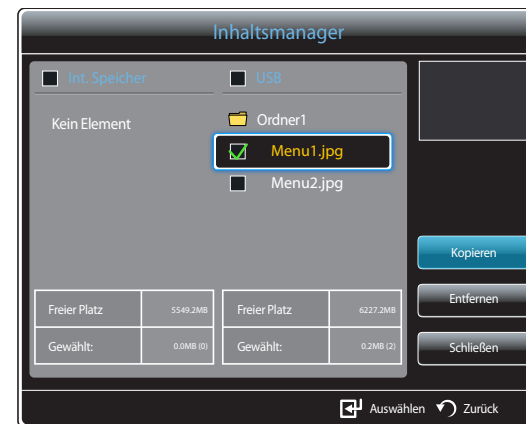 Inhaltsmanager
Int. Speicher
USB
Kein Element
Ordner1
Menu1.jpg
Menu2.jpg
Kopieren
Entfernen
Schließen
Freier Platz 5549.2MB
Gewählt: 0.0MB (0)
Freier Platz 6227.2MB
Gewählt: 0.2MB (2)
Auswählen Zurück